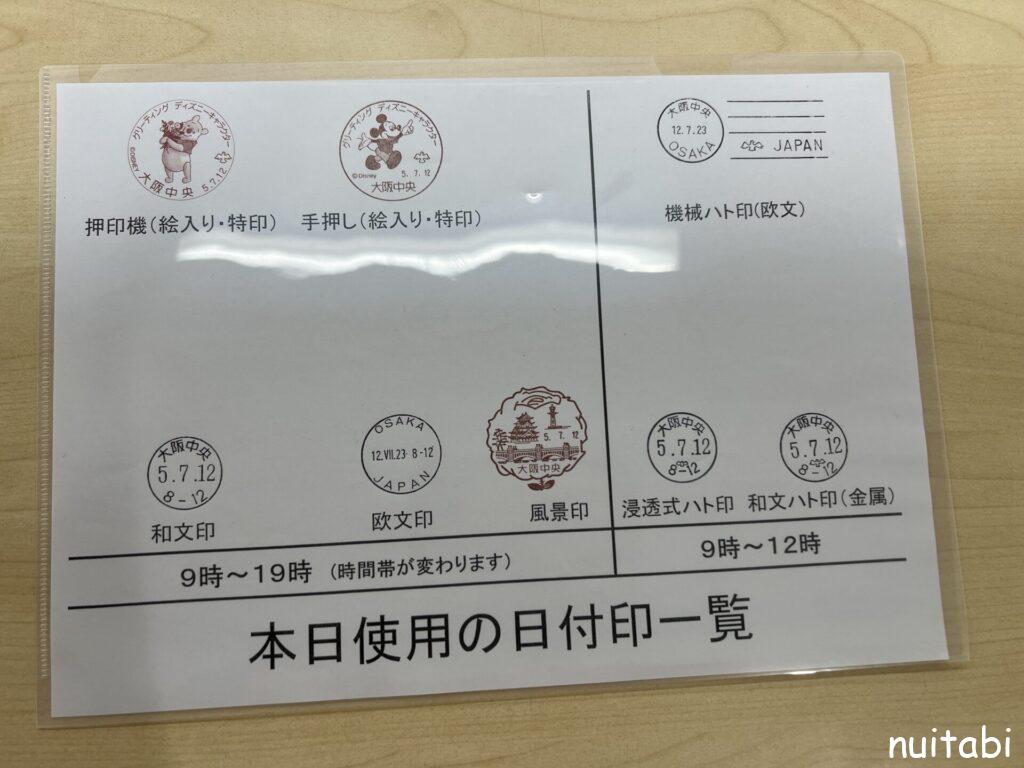 グリーティング ディズニーキャラクター
©Disney
大阪中央
5.7.12
押印機(絵入り・特印)
グリーティング ディズニーキャラクター
©Disney
5.7.12
大阪中央
手押し(絵入り・特印)
大阪中央
12.7.23
OSAKA
JAPAN
機械ハト印(欧文)
大阪中央
5.7.12
8-12
和文印
OSAKA
12.VII.23 8-12
JAPAN
欧文印
5.7.12
大阪中央
風景印
大阪中央
5.7.12
8-12
浸透式ハト印
大阪中央
5.7.12
8-12
和文ハト印(金属)
9時~19時 (時間帯が変わります)
9時~12時
本日使用の日付印一覧
nuitabi